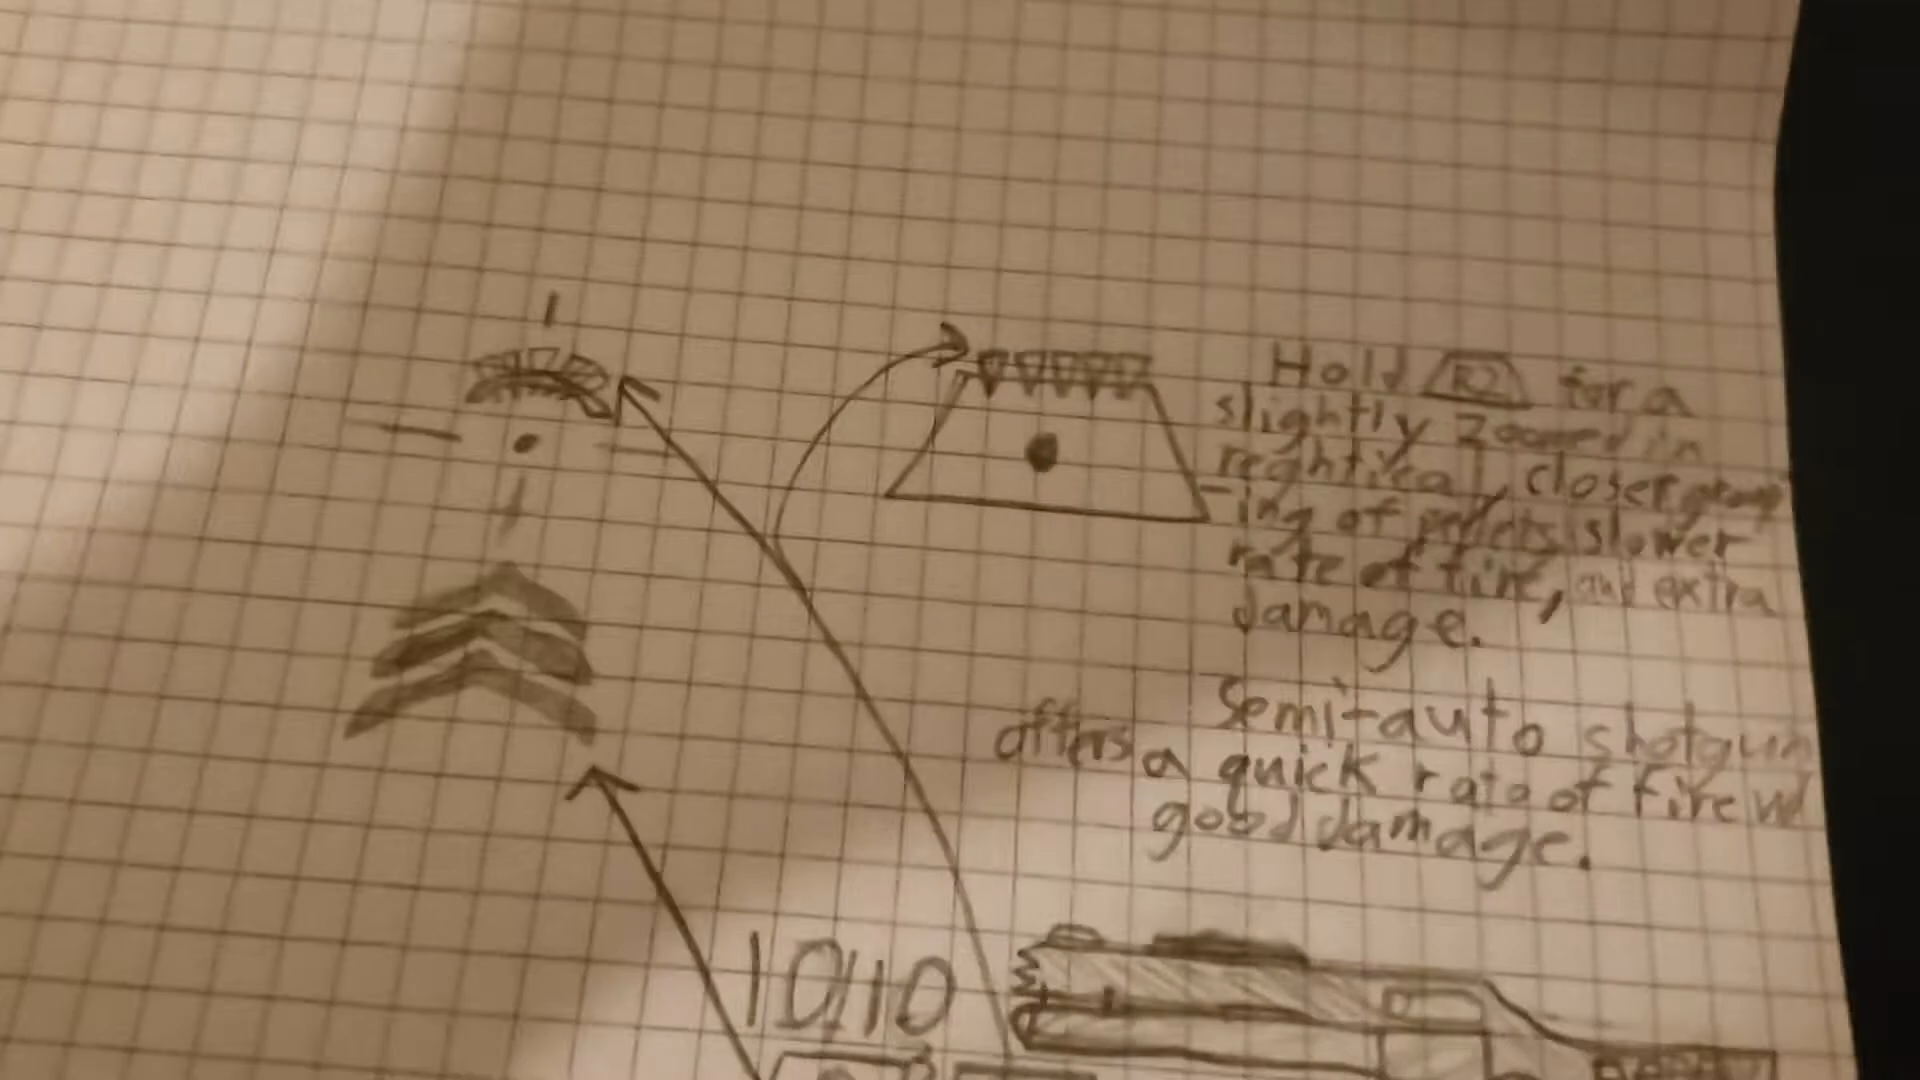 Hold R2 for a
slightly zoomed in
reghtical, closer group
-ing of pellets, slower
rate of fire, and extra
damage.
Semi-auto shotgun
offers a quick rate of fire w/
good damage.
10/10